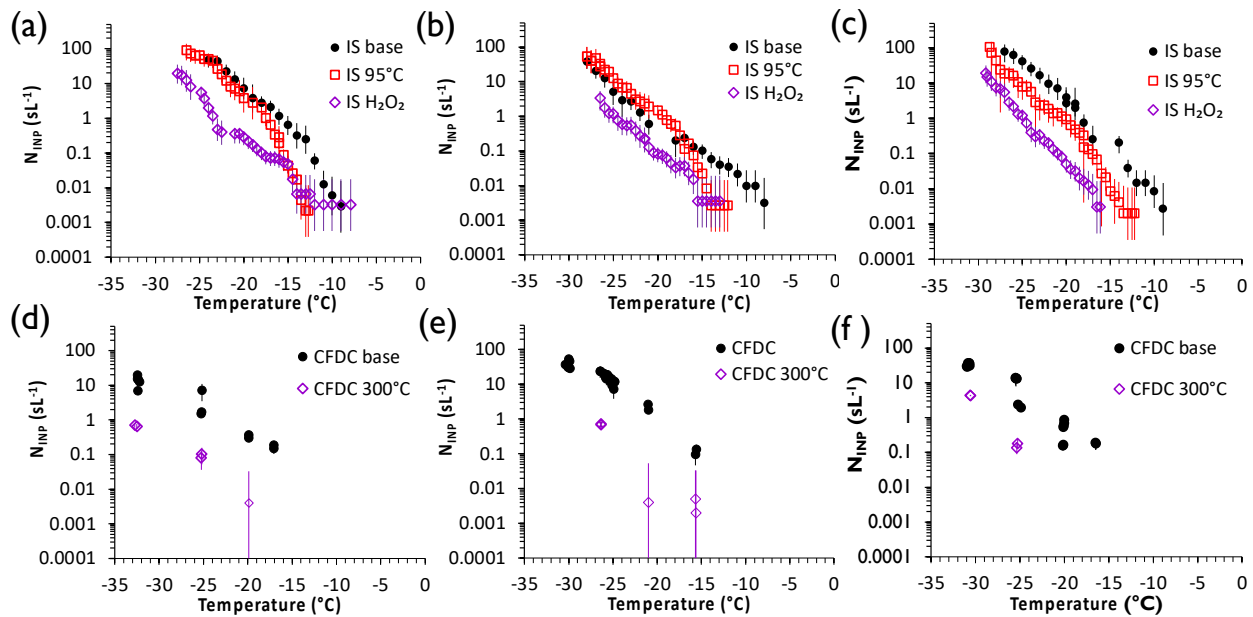 (a)
(b)
(c)
IS base
IS 95°C
IS H₂O₂
IS base
IS 95°C
IS H₂O₂
IS base
IS 95°C
IS H₂O₂
N_INP (sL⁻¹)
N_INP (sL⁻¹)
N_INP (sL⁻¹)
100
10
1
0.1
0.01
0.001
0.0001
100
10
1
0.1
0.01
0.001
0.0001
100
10
1
0.1
0.01
0.001
0.0001
-35 -30 -25 -20 -15 -10 -5 0
-35 -30 -25 -20 -15 -10 -5 0
-35 -30 -25 -20 -15 -10 -5 0
Temperature (°C)
Temperature (°C)
Temperature (°C)
(d)
(e)
(f)
CFDC base
CFDC 300°C
CFDC
CFDC 300°C
CFDC base
CFDC 300°C
N_INP (sL⁻¹)
N_INP (sL⁻¹)
N_INP (sL⁻¹)
100
10
1
0.1
0.01
0.001
0.0001
100
10
1
0.1
0.01
0.001
0.0001
100
10
1
0.1
0.01
0.001
0.0001
-35 -30 -25 -20 -15 -10 -5 0
-35 -30 -25 -20 -15 -10 -5 0
-35 -30 -25 -20 -15 -10 -5 0
Temperature (°C)
Temperature (°C)
Temperature (°C)